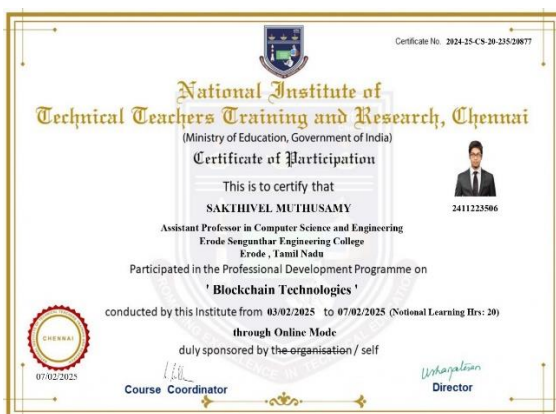 Certificate No. 2024-25-CS-20-235/20877
National Institute of
Technical Teachers Training and Research, Chennai
(Ministry of Education, Government of India)
Certificate of Participation
This is to certify that
SAKTHIVEL MUTHUSAMY
2411223506
Assistant Professor in Computer Science and Engineering
Erode Sengunthar Engineering College
Erode , Tamil Nadu
Participated in the Professional Development Programme on
' Blockchain Technologies '
conducted by this Institute from 03/02/2025 to 07/02/2025 (Notional Learning Hrs: 20)
through Online Mode
duly sponsored by the organisation / self
CHENNAI
07/02/2025
Course Coordinator
Director